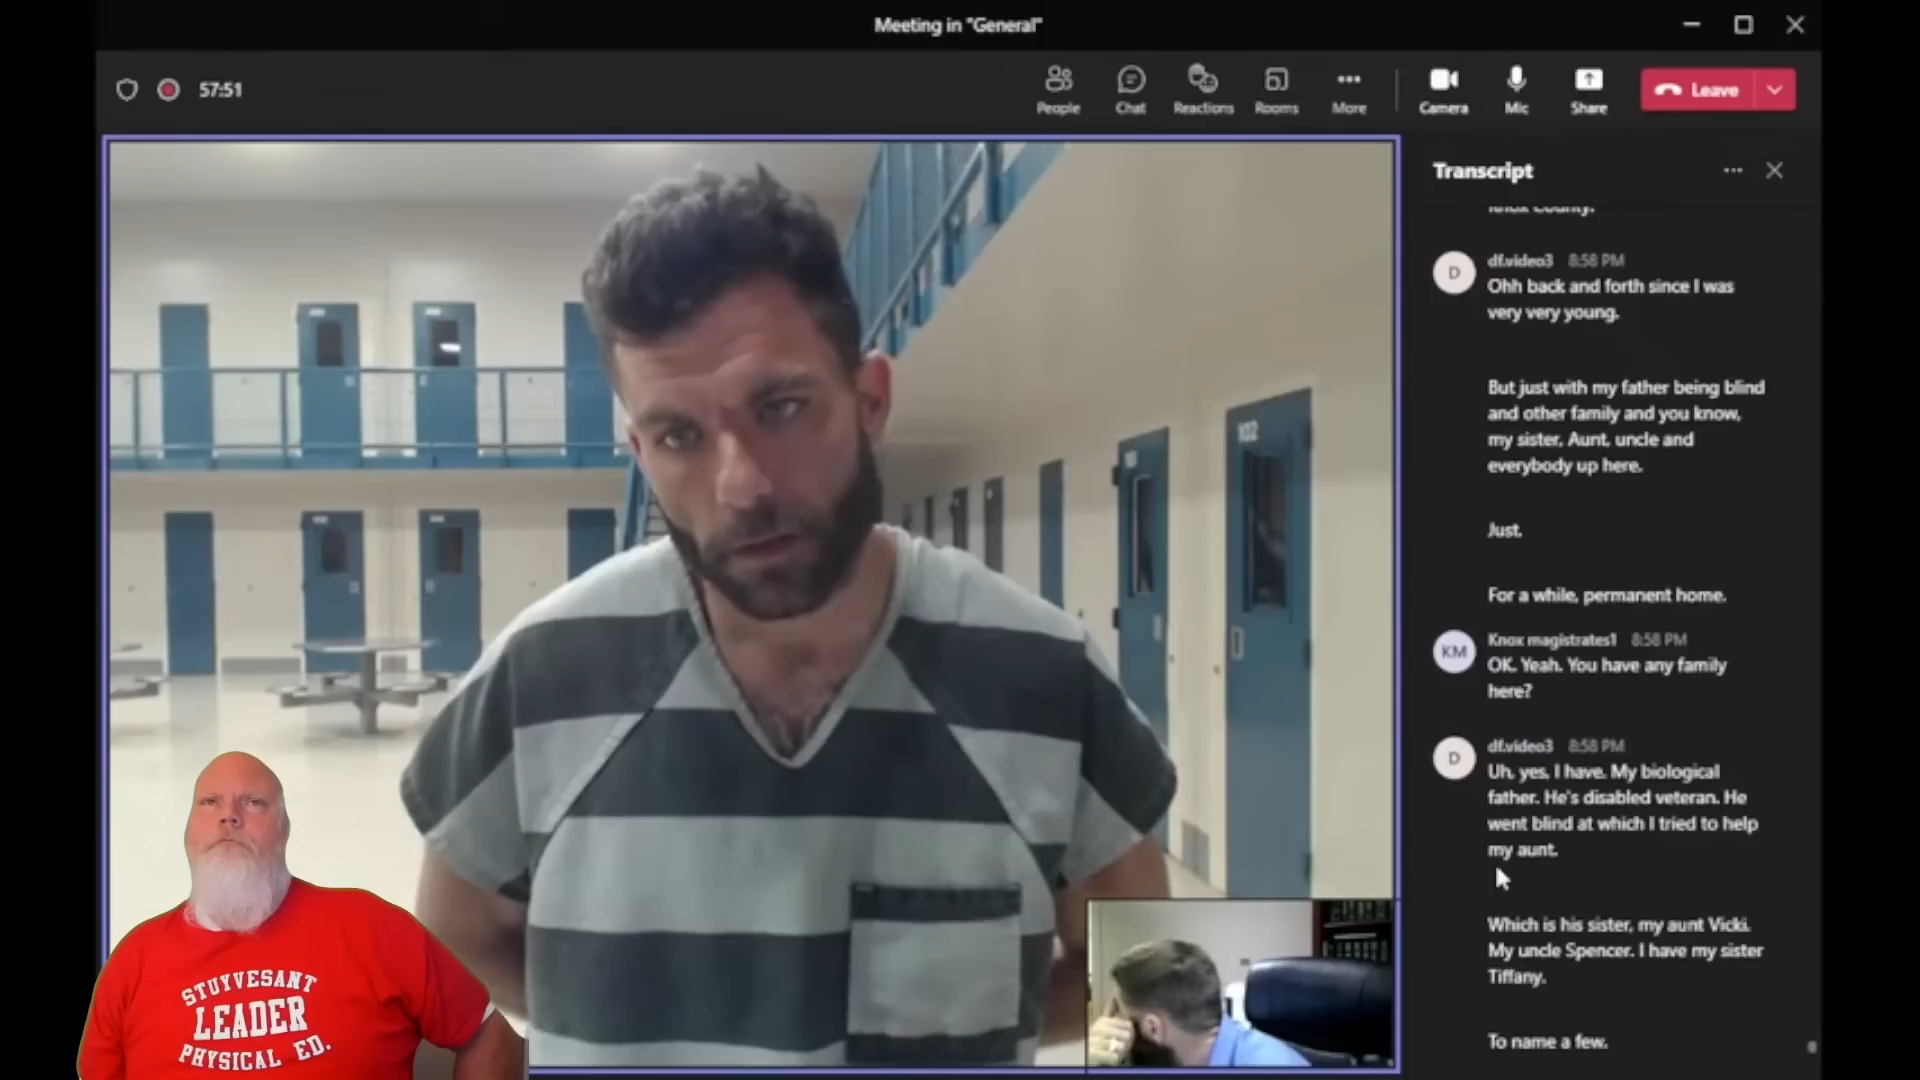 Meeting in "General"
57:51
People
Chat
Reactions
Rooms
More
Camera
Mic
Share
Leave
Transcript
Knox County.
D
df.video3 8:58 PM
Ohh back and forth since I was
very very young.
But just with my father being blind
and other family and you know,
my sister, Aunt, uncle and
everybody up here.
Just.
For a while, permanent home.
KM
Knox magistrates1 8:58 PM
OK. Yeah. You have any family
here?
D
df.video3 8:58 PM
Uh, yes, I have. My biological
father. He's disabled veteran. He
went blind at which I tried to help
my aunt.
Which is his sister, my aunt Vicki.
My uncle Spencer. I have my sister
Tiffany.
To name a few.
102
STUYVESANT
LEADER
PHYSICAL ED.